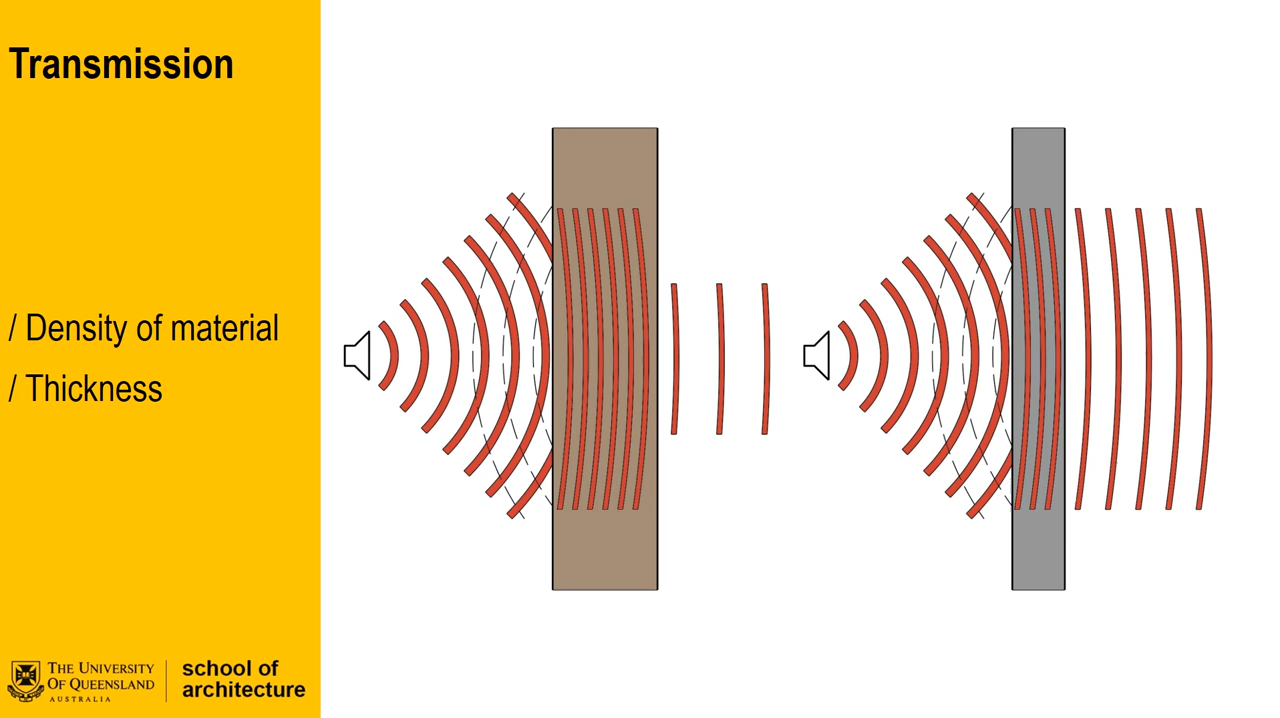 Transmission
/ Density of material
/ Thickness
THE UNIVERSITY
OF QUEENSLAND
AUSTRALIA
school of
architecture